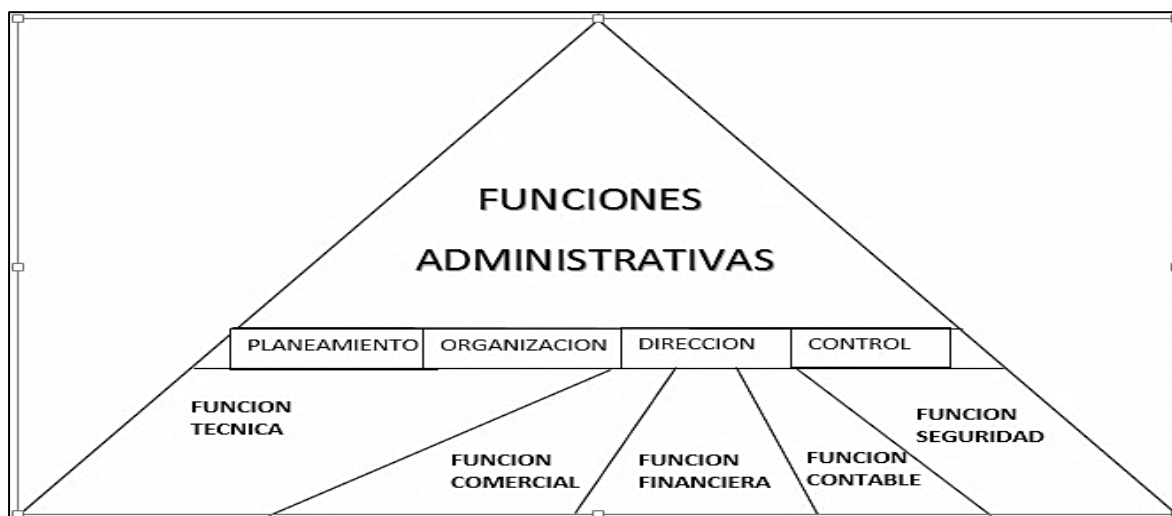 FUNCIONES
ADMINISTRATIVAS
PLANEAMIENTO
ORGANIZACION
DIRECCION
CONTROL
FUNCION
TECNICA
FUNCION
COMERCIAL
FUNCION
FINANCIERA
FUNCION
CONTABLE
FUNCION
SEGURIDAD